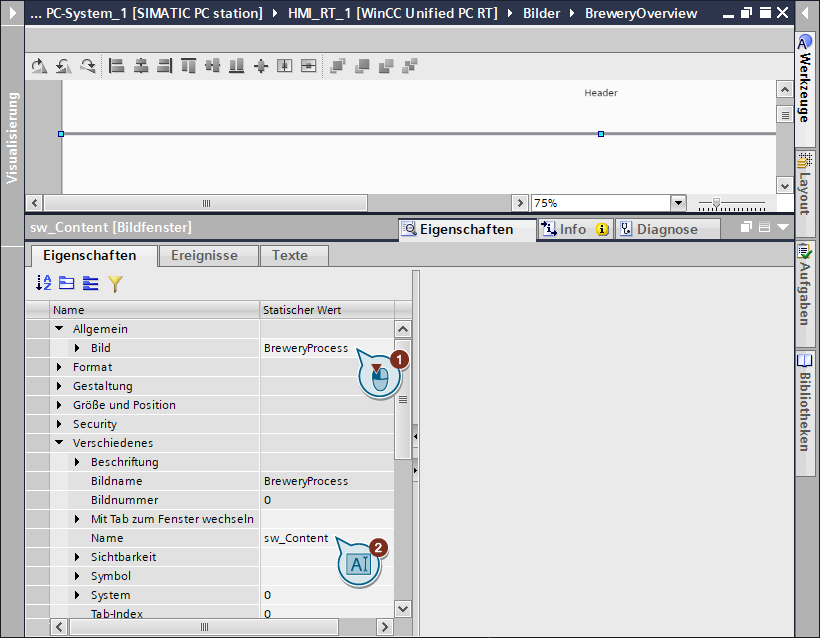 ... PC-System_1 [SIMATIC PC station] HMI_RT_1 [WinCC Unified PC RT] Bilder BreweryOverview
Visualisierung
Header
75%
Werkzeuge
Layout
Aufgaben
Bibliotheken
sw_Content [Bildfenster]
Eigenschaften Info Diagnose
Eigenschaften Ereignisse Texte
Name Statischer Wert
Allgemein
Bild BreweryProcess
1
Format
Gestaltung
Größe und Position
Security
Verschiedenes
Beschriftung
Bildname BreweryProcess
Bildnummer 0
Mit Tab zum Fenster wechseln
Name sw_Content
2
AI
Sichtbarkeit
Symbol
System 0
Tab-Index 0